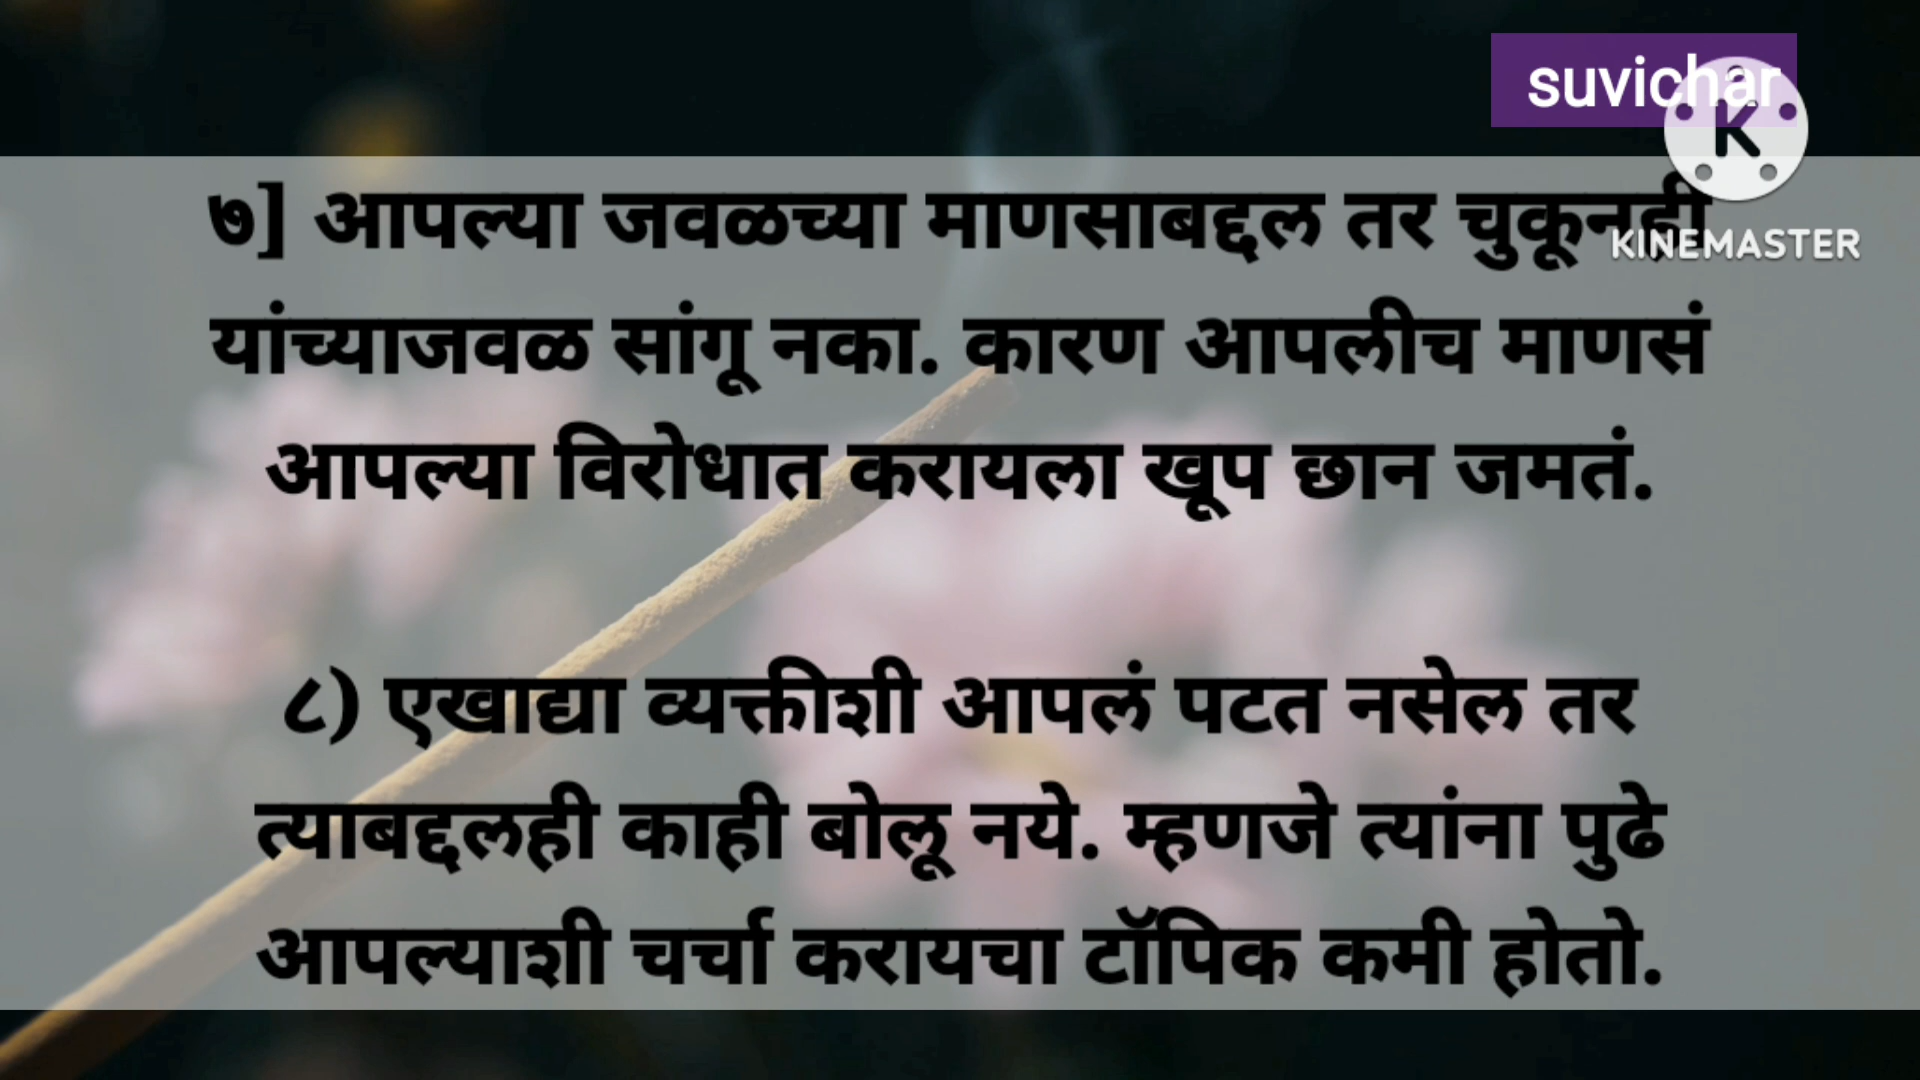 suvichar
K
KINEMASTER
७] आपल्या जवळच्या माणसाबद्दल तर चुकूनही
यांच्याजवळ सांगू नका. कारण आपलीच माणसं
आपल्या विरोधात करायला खूप छान जमतं.
८) एखाद्या व्यक्तीशी आपलं पटत नसेल तर
त्याबद्दलही काही बोलू नये. म्हणजे त्यांना पुढे
आपल्याशी चर्चा करायचा टॉपिक कमी होतो.